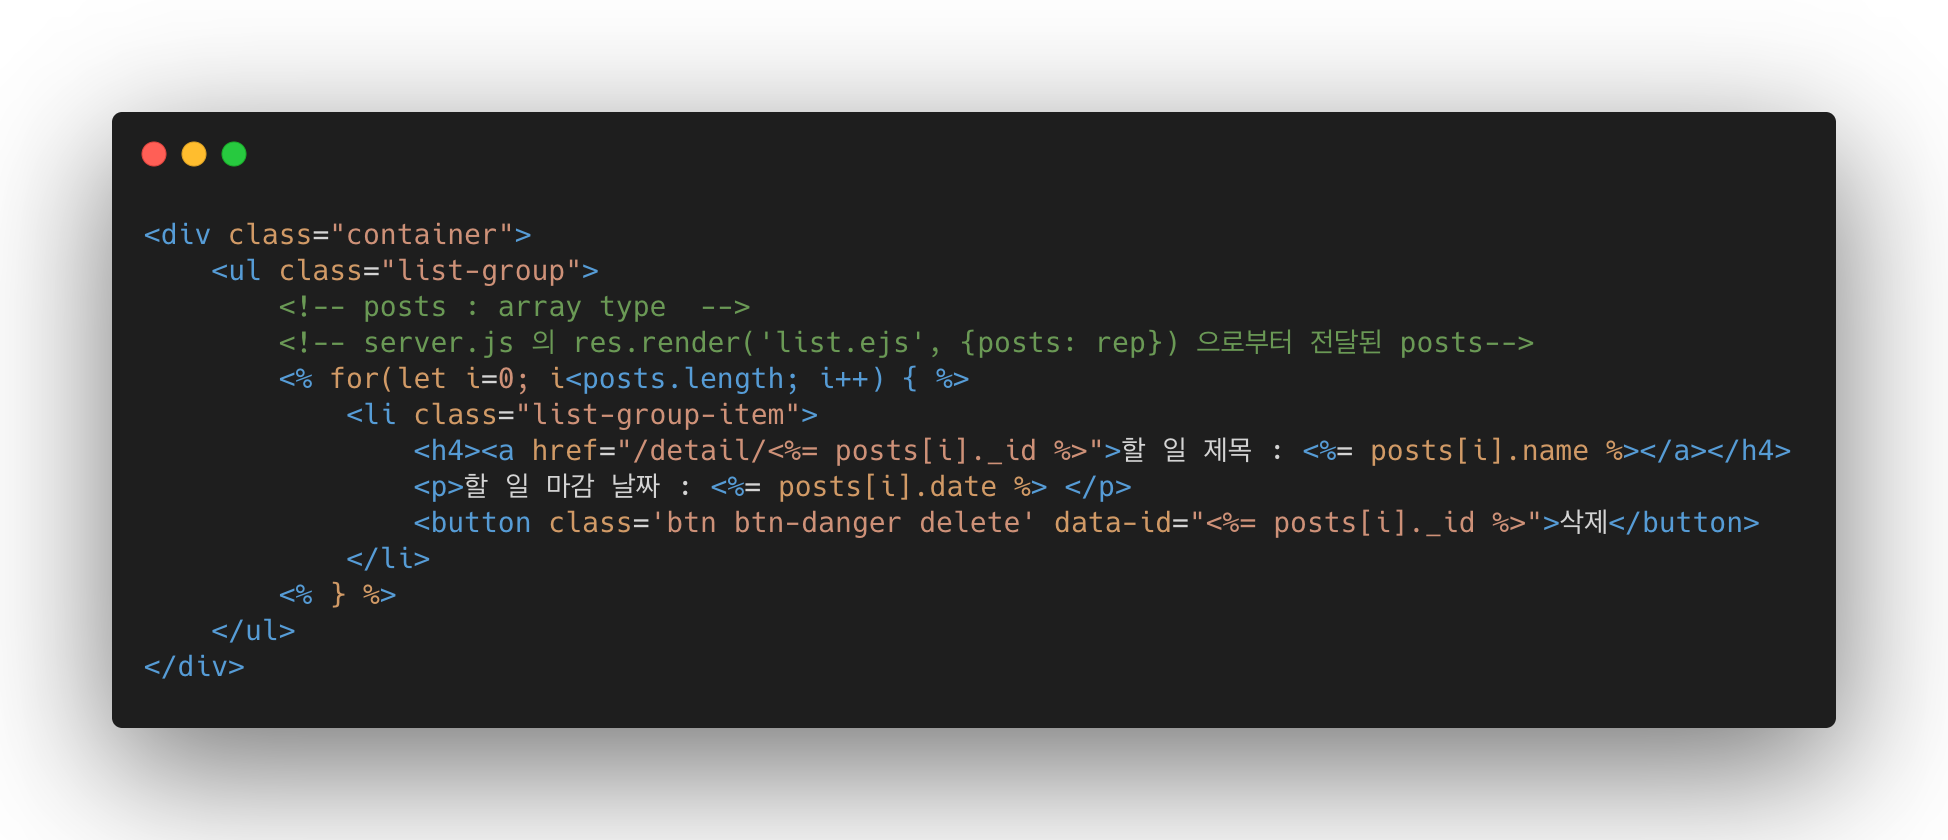 <div class="container">
    <ul class="list-group">
        <!-- posts : array type  -->
        <!-- server.js 의 res.render('list.ejs', {posts: rep}) 으로부터 전달된 posts-->
        <% for(let i=0; i<posts.length; i++) { %>
            <li class="list-group-item">
                <h4><a href="/detail/<%= posts[i]._id %>">할 일 제목 : <%= posts[i].name %></a></h4>
                <p>할 일 마감 날짜 : <%= posts[i].date %> </p>
                <button class='btn btn-danger delete' data-id="<%= posts[i]._id %>">삭제</button>
            </li>
        <% } %>
    </ul>
</div>